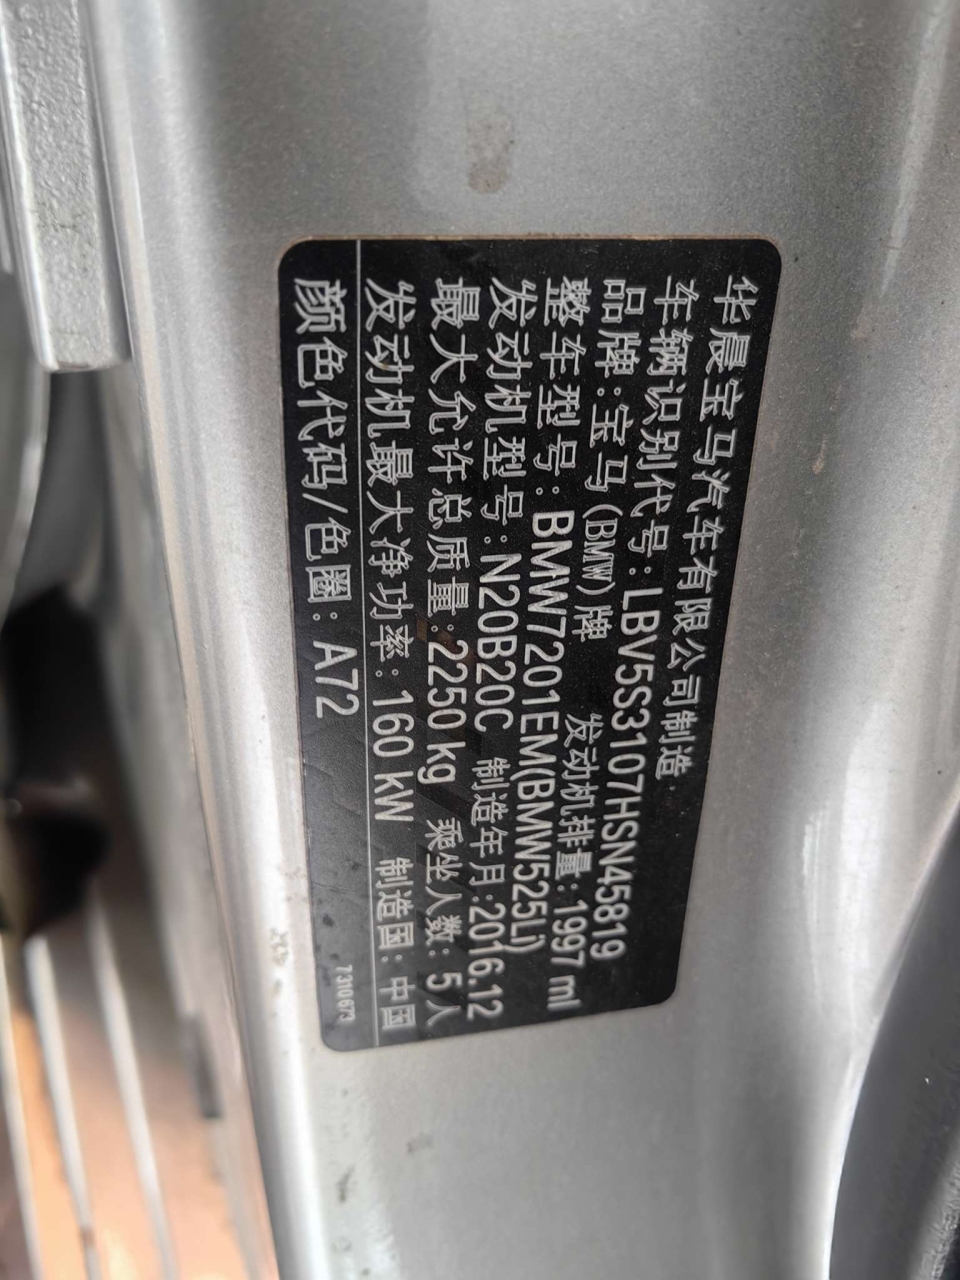 华晨宝马汽车有限公司制造
车辆识别代号:LBV5S3107HSN45819
品牌:宝马(BMW)牌 发动机排量:1997 ml
整车型号:BMW7201EM(BMW525Li)
发动机型号:N20B20C 制造年月:2016.12
最大允许总质量:2250kg 乘坐人数:5人
发动机最大净功率:160 kW 制造国:中国
颜色代码/色圈:A72
7310673